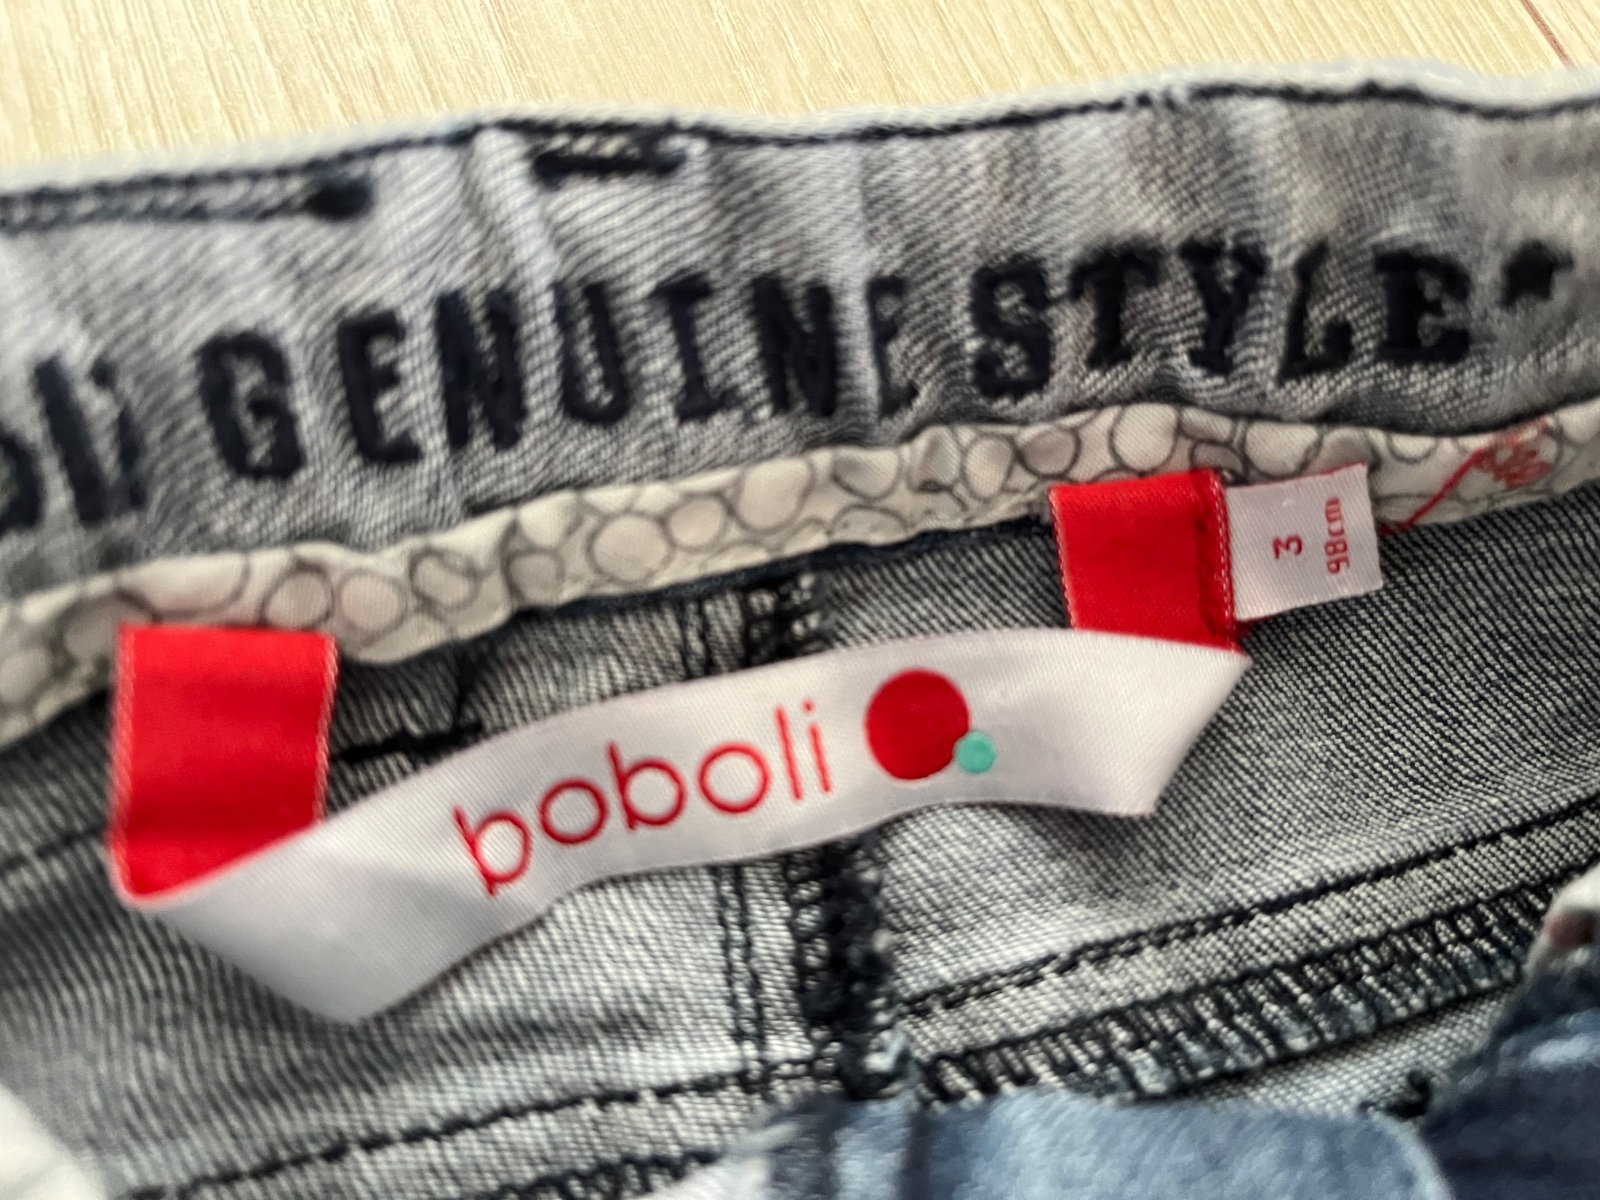 GENUINE STYLE*
3
98cm
boboli